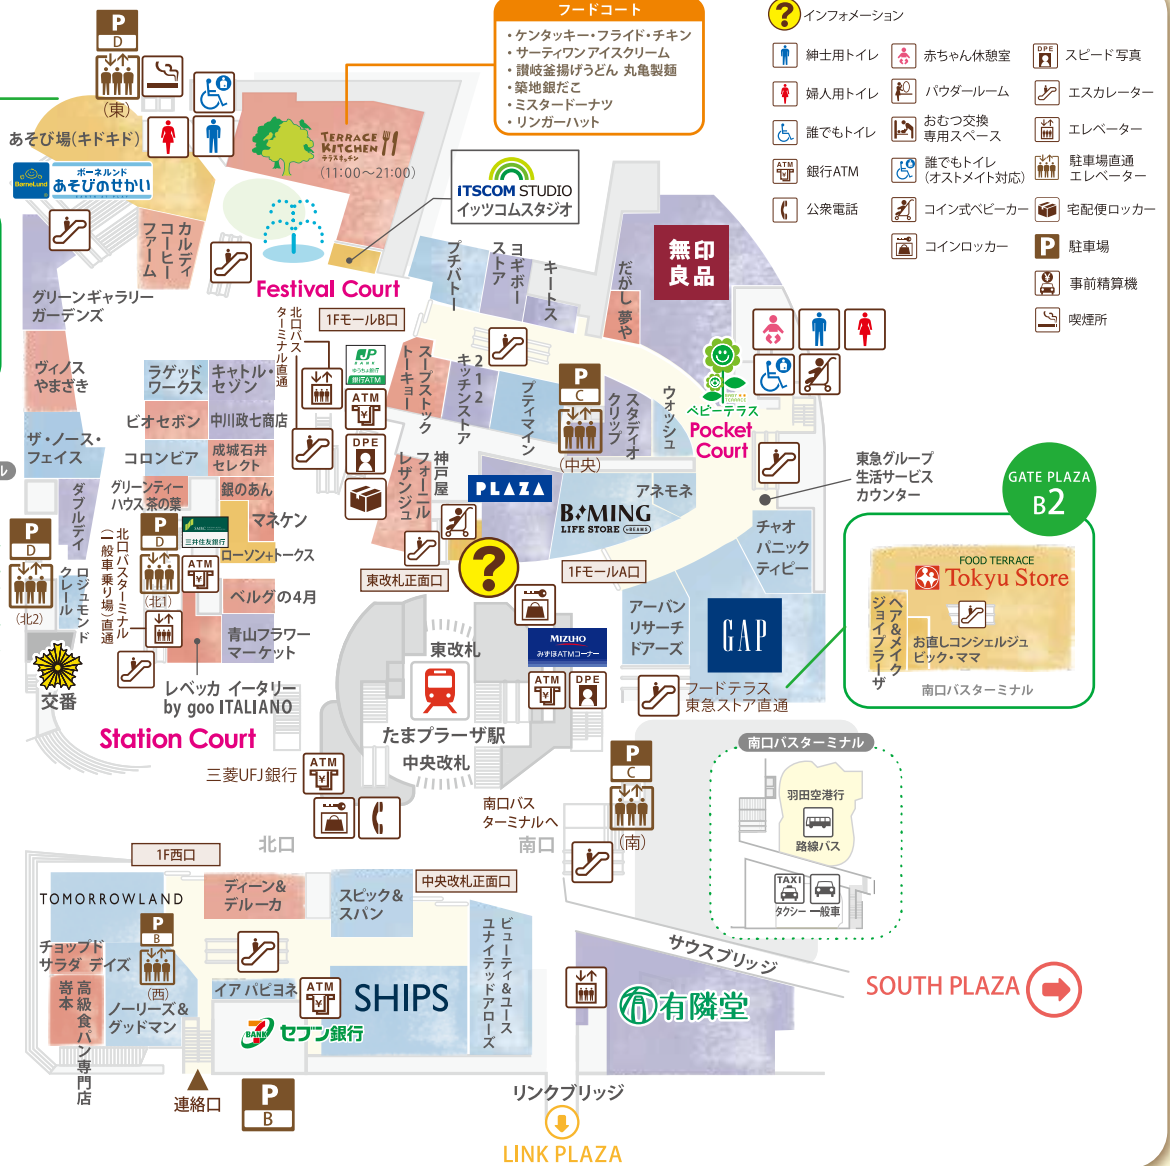 フードコート
・ケンタッキー・フライド・チキン
・サーティワンアイスクリーム
・讃岐釜揚げうどん 丸亀製麺
・築地銀だこ
・ミスタードーナツ
・リンガーハット
? インフォメーション
紳士用トイレ
婦人用トイレ
誰でもトイレ
ATM 銀行ATM
公衆電話
赤ちゃん休憩室
パウダールーム
おむつ交換
専用スペース
誰でもトイレ
(オストメイト対応)
コイン式ベビーカー
コインロッカー
DPE スピード写真
エスカレーター
エレベーター
駐車場直通
エレベーター
宅配便ロッカー
P 駐車場
事前精算機
喫煙所
P
D
(東)
あそび場(キドキド)
BorneLund
ボーネルンド
あそびのせかい
TERRACE
KITCHEN
テラスキッチン
(11:00〜21:00)
iTSCOM STUDIO
イッツコムスタジオ
カルディ
コーヒー
ファーム
Festival Court
グリーンギャラリー
ガーデンズ
ヴィノス
やまざき
ザ・ノース・
フェイス
ダブルデイ
ル
北口バス
ターミナル直通
1FモールB口
JP
BANK
ゆうちょ銀行
銀行ATM
ATM
DPE
プチバトー
ヨギボー
ストア
キートス
だがし 夢や
無印
良品
ベビーテラス
Pocket
Court
スープストック
トーキョー
212
キッチンストア
プティマイン
P
C
(中央)
スタディオ
クリップ
ウォッシュ
ラゲッド
ワークス
キャトル・
セゾン
ビオセボン
中川政七商店
コロンビア
成城石井
セレクト
グリーンティー
ハウス 茶の葉
銀のあん
マネケン
ローソン+トークス
P
D
(北1)
三井住友銀行
ATM
ベルグの4月
青山フラワー
マーケット
レベッカ イータリー
by goo ITALIANO
P
D
(北2)
ロジェモンド
クレール
北口バスターミナル
(一般車乗り場)直通
交番
Station Court
神戸屋
フォーニル
レザンジュ
PLAZA
B・MING
LIFE STORE by BEAMS
アネモネ
東急グループ
生活サービス
カウンター
チャオ
パニック
ティピー
東改札正面口
?
1FモールA口
アーバン
リサーチ
ドアーズ
GAP
MIZUHO
みずほATMコーナー
ATM
DPE
フードテラス
東急ストア直通
GATE PLAZA
B2
FOOD TERRACE
Tokyu Store
ヘア&メイク
ジョイプラーザ
お直しコンシェルジュ
ビック・ママ
南口バスターミナル
東改札
たまプラーザ駅
中央改札
三菱UFJ銀行
ATM
北口
南口バス
ターミナルへ
南口
P
C
(南)
南口バスターミナル
羽田空港行
路線バス
TAXI
タクシー
一般車
1F西口
中央改札正面口
TOMORROWLAND
ディーン&
デルーカ
スピック&
スパン
チョップド
サラダ デイズ
高級食パン専門店
嵜本
P
B
(西)
ノーリーズ&
グッドマン
イアパピヨネ
ATM
BANK
セブン銀行
SHIPS
ビューティ&ユース
ユナイテッドアローズ
有隣堂
サウスブリッジ
SOUTH PLAZA
連絡口
P
B
リンクブリッジ
LINK PLAZA